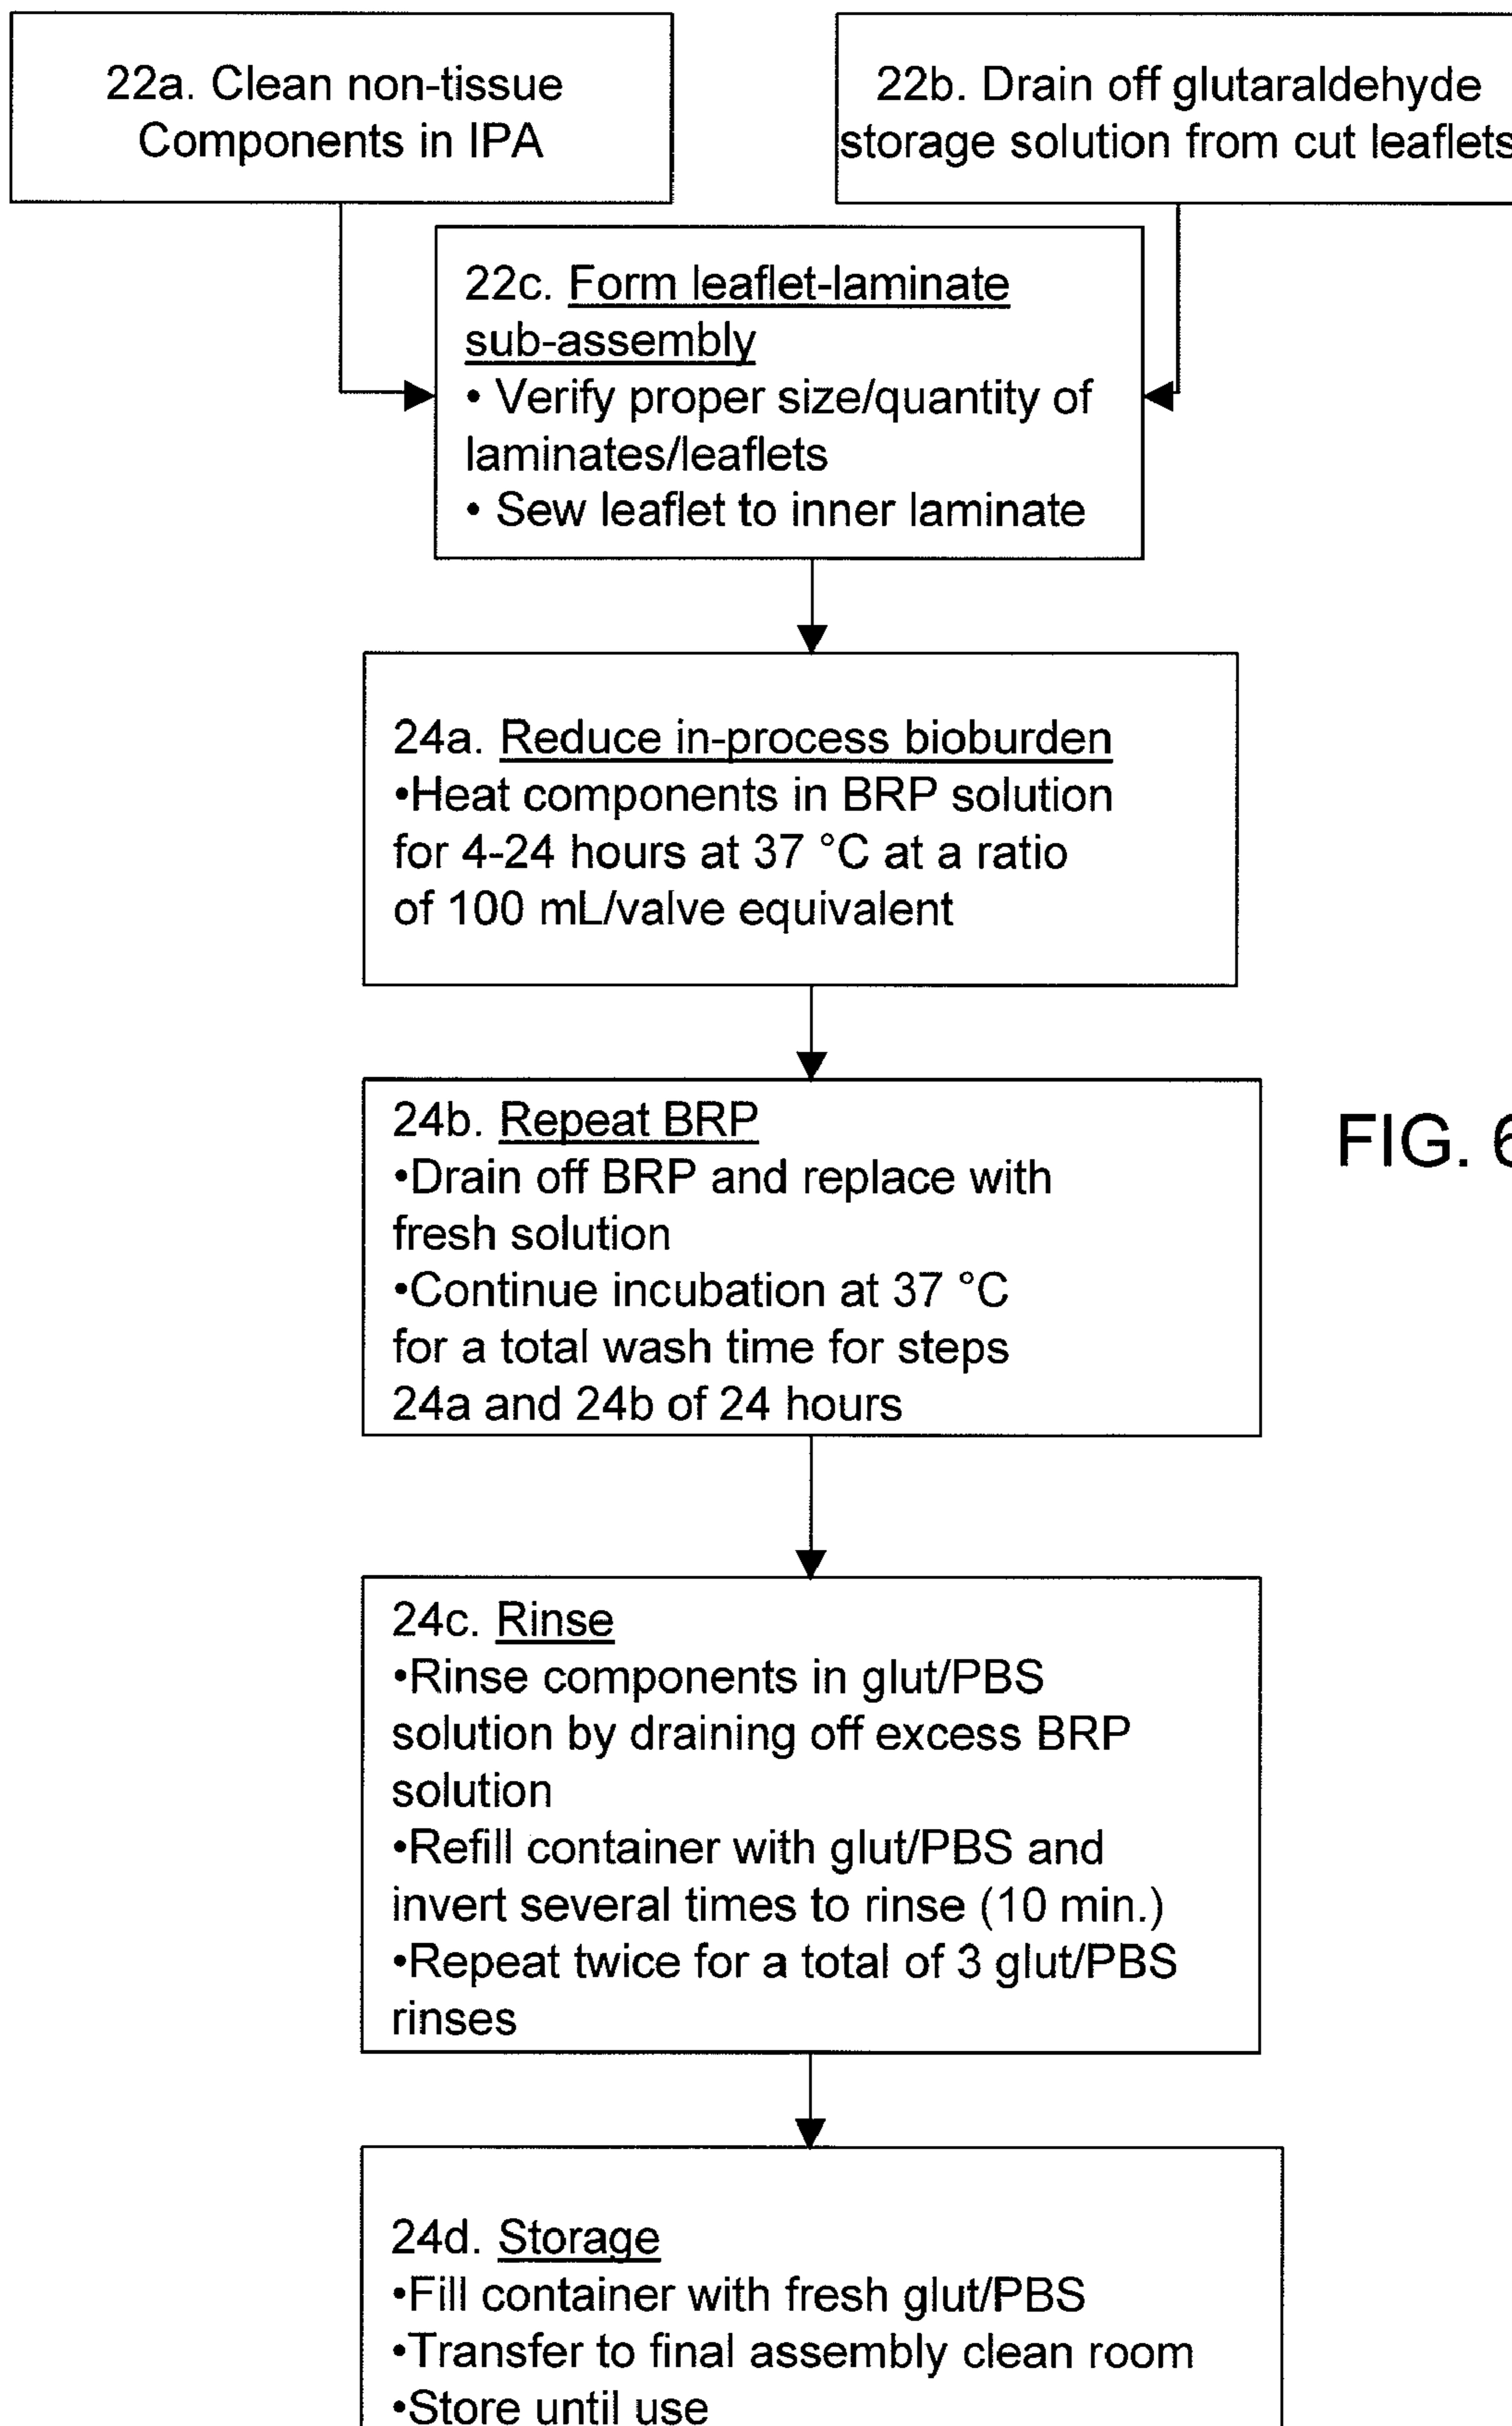 22a. Clean non-tissue
Components in IPA
22b. Drain off glutaraldehyde
storage solution from cut leaflets
22c. Form leaflet-laminate
sub-assembly
• Verify proper size/quantity of
laminates/leaflets
• Sew leaflet to inner laminate
24a. Reduce in-process bioburden
•Heat components in BRP solution
for 4-24 hours at 37 °C at a ratio
of 100 mL/valve equivalent
24b. Repeat BRP
•Drain off BRP and replace with
fresh solution
•Continue incubation at 37 °C
for a total wash time for steps
24a and 24b of 24 hours
FIG. 6
24c. Rinse
•Rinse components in glut/PBS
solution by draining off excess BRP
solution
•Refill container with glut/PBS and
invert several times to rinse (10 min.)
•Repeat twice for a total of 3 glut/PBS
rinses
24d. Storage
•Fill container with fresh glut/PBS
•Transfer to final assembly clean room
•Store until use